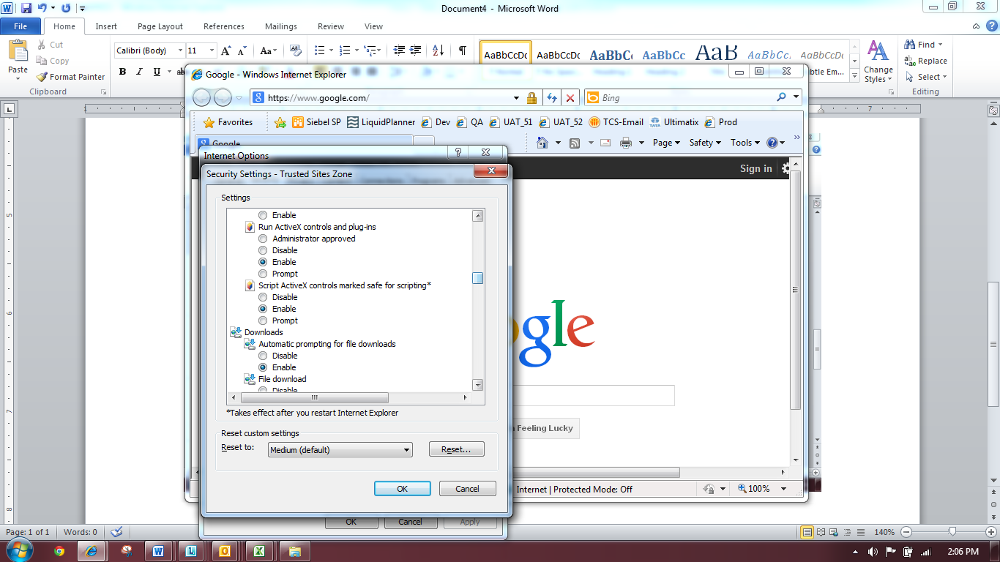 Document4 - Microsoft Word
File Home Insert Page Layout References Mailings Review View
Paste
Cut
Copy
Format Painter
Clipboard
Calibri (Body) 11
AaBbCcDc AaBbCcDc AaBbC AaBbCc AaB AaBbCc. AaBbCcDc
btle Em...
Change
Styles
Find
Replace
Select
Editing
Google - Windows Internet Explorer
https://www.google.com/
Bing
Favorites Siebel SP LiquidPlanner Dev QA UAT_51 UAT_52 TCS-Email Ultimatix Prod
Google
Page Safety Tools
Sign in
Internet Options
Security Settings - Trusted Sites Zone
Settings
Enable
Run ActiveX controls and plug-ins
Administrator approved
Disable
Enable
Prompt
Script ActiveX controls marked safe for scripting*
Disable
Enable
Prompt
Downloads
Automatic prompting for file downloads
Disable
Enable
File download
Disable
*Takes effect after you restart Internet Explorer
Reset custom settings
Reset to: Medium (default) Reset...
OK Cancel
ogle
Feeling Lucky
Internet | Protected Mode: Off
100%
OK Cancel Apply
Page: 1 of 1 Words: 0
140%
2:06 PM